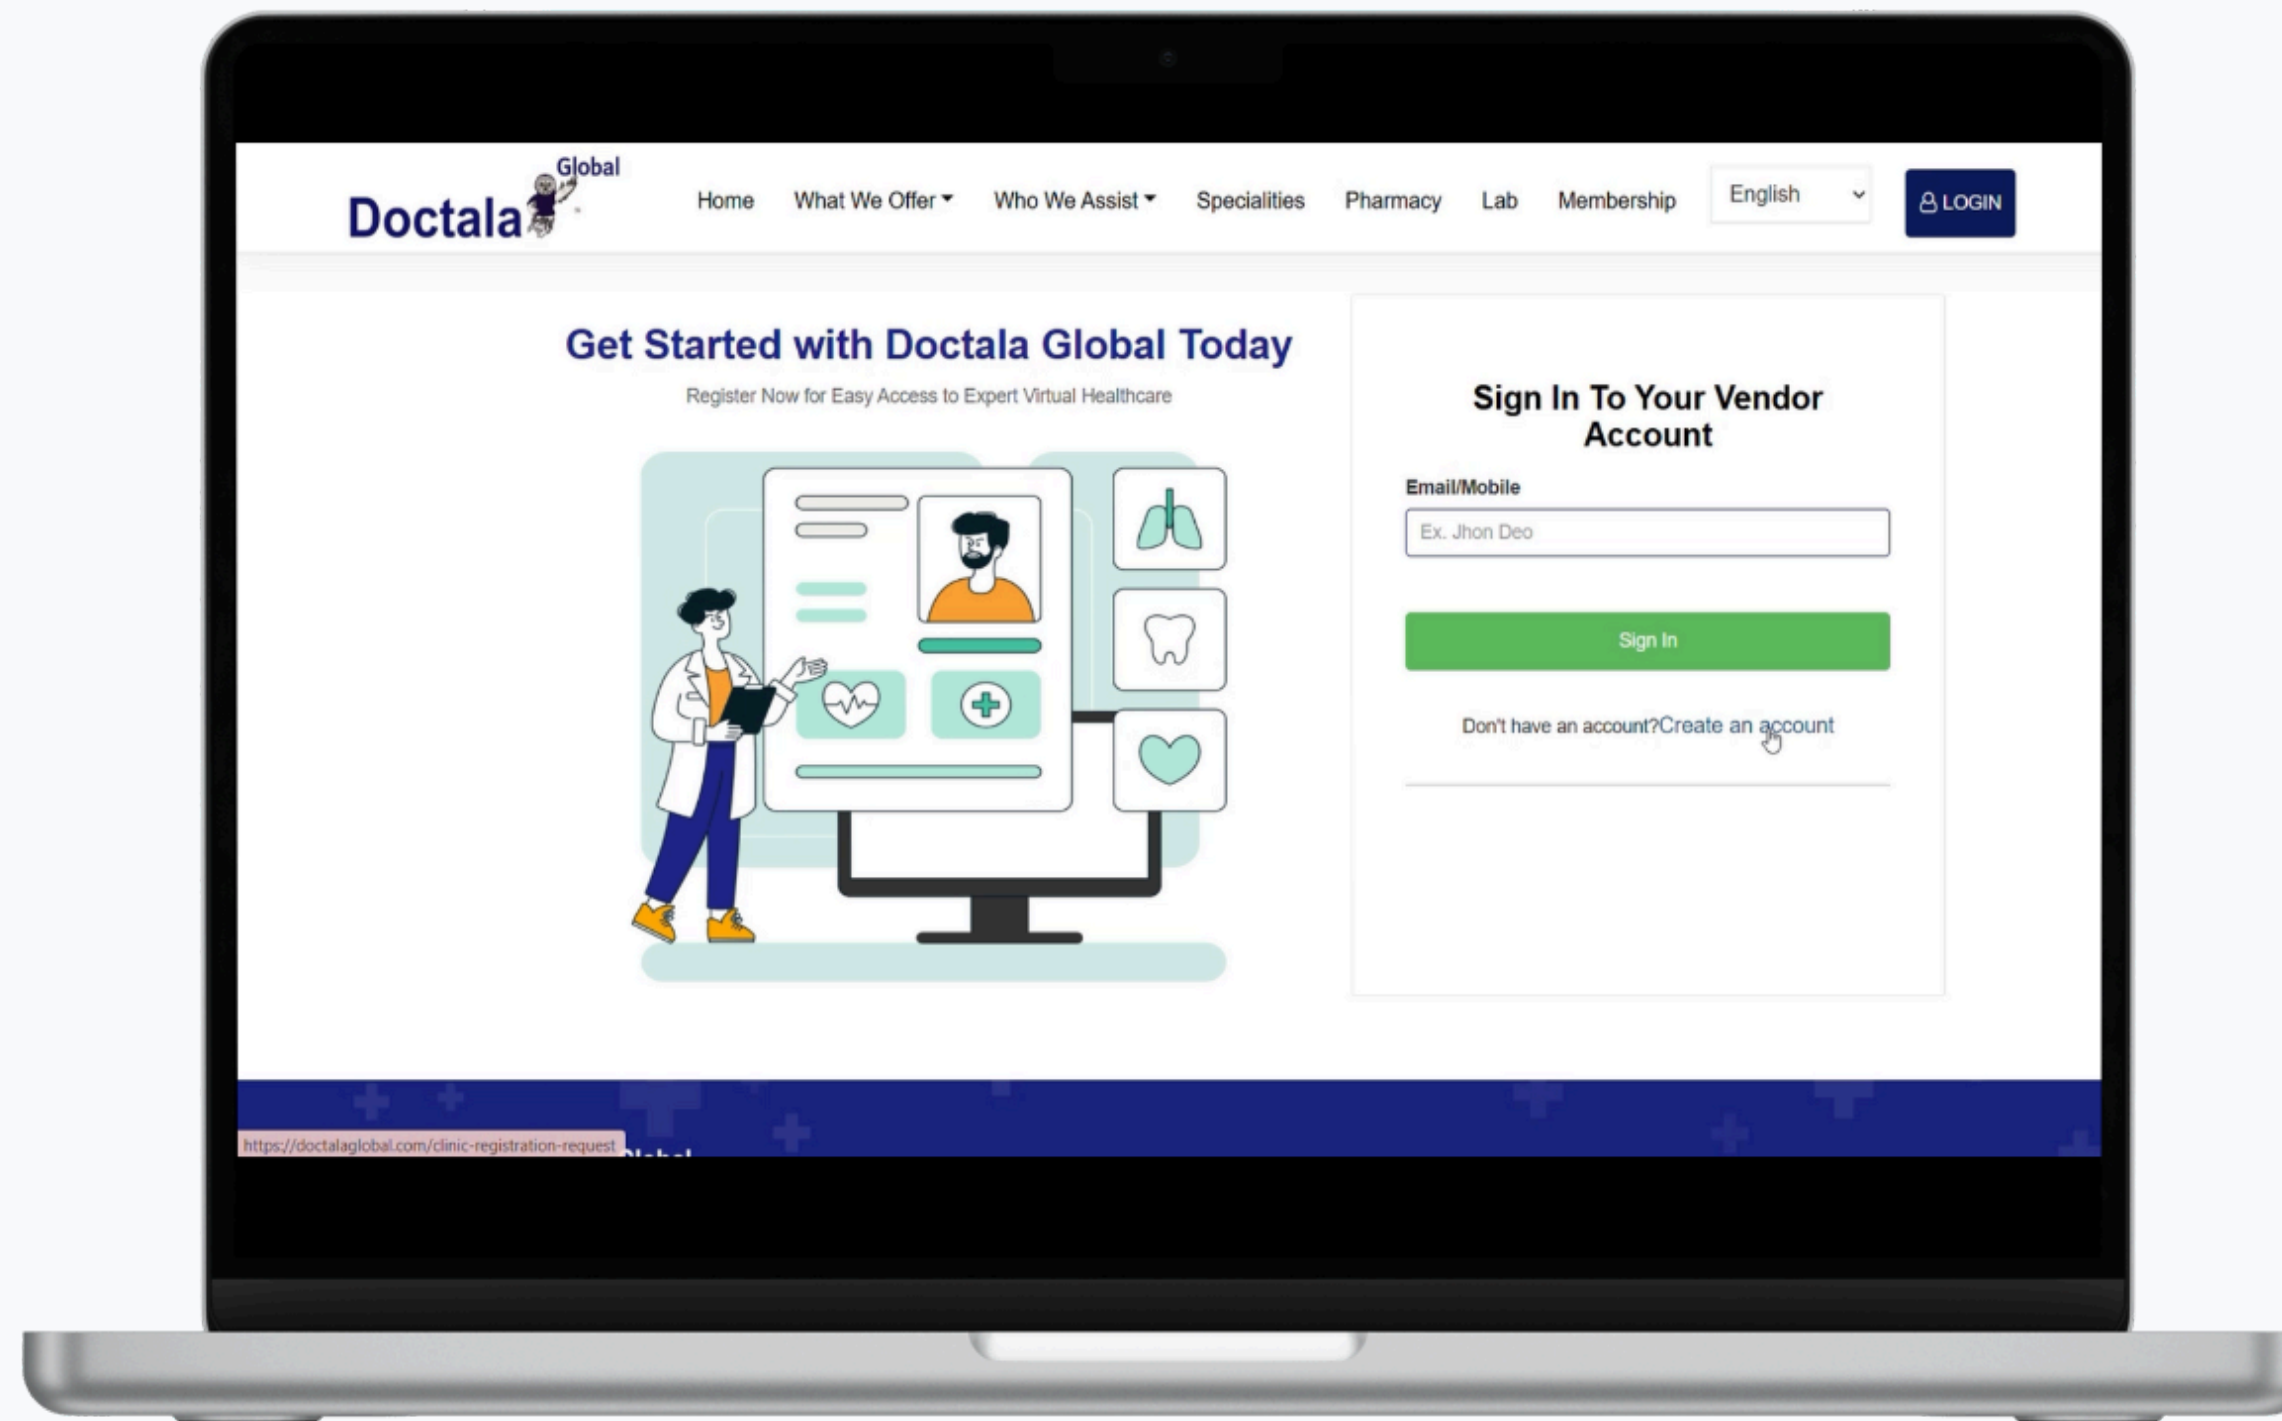 Doctala Global
Home
What We Offer
Who We Assist
Specialities
Pharmacy
Lab
Membership
English
LOGIN
Get Started with Doctala Global Today
Register Now for Easy Access to Expert Virtual Healthcare
Sign In To Your Vendor
Account
Email/Mobile
Ex. Jhon Deo
Sign In
Don't have an account?Create an account
https://doctalaglobal.com/clinic-registration-request